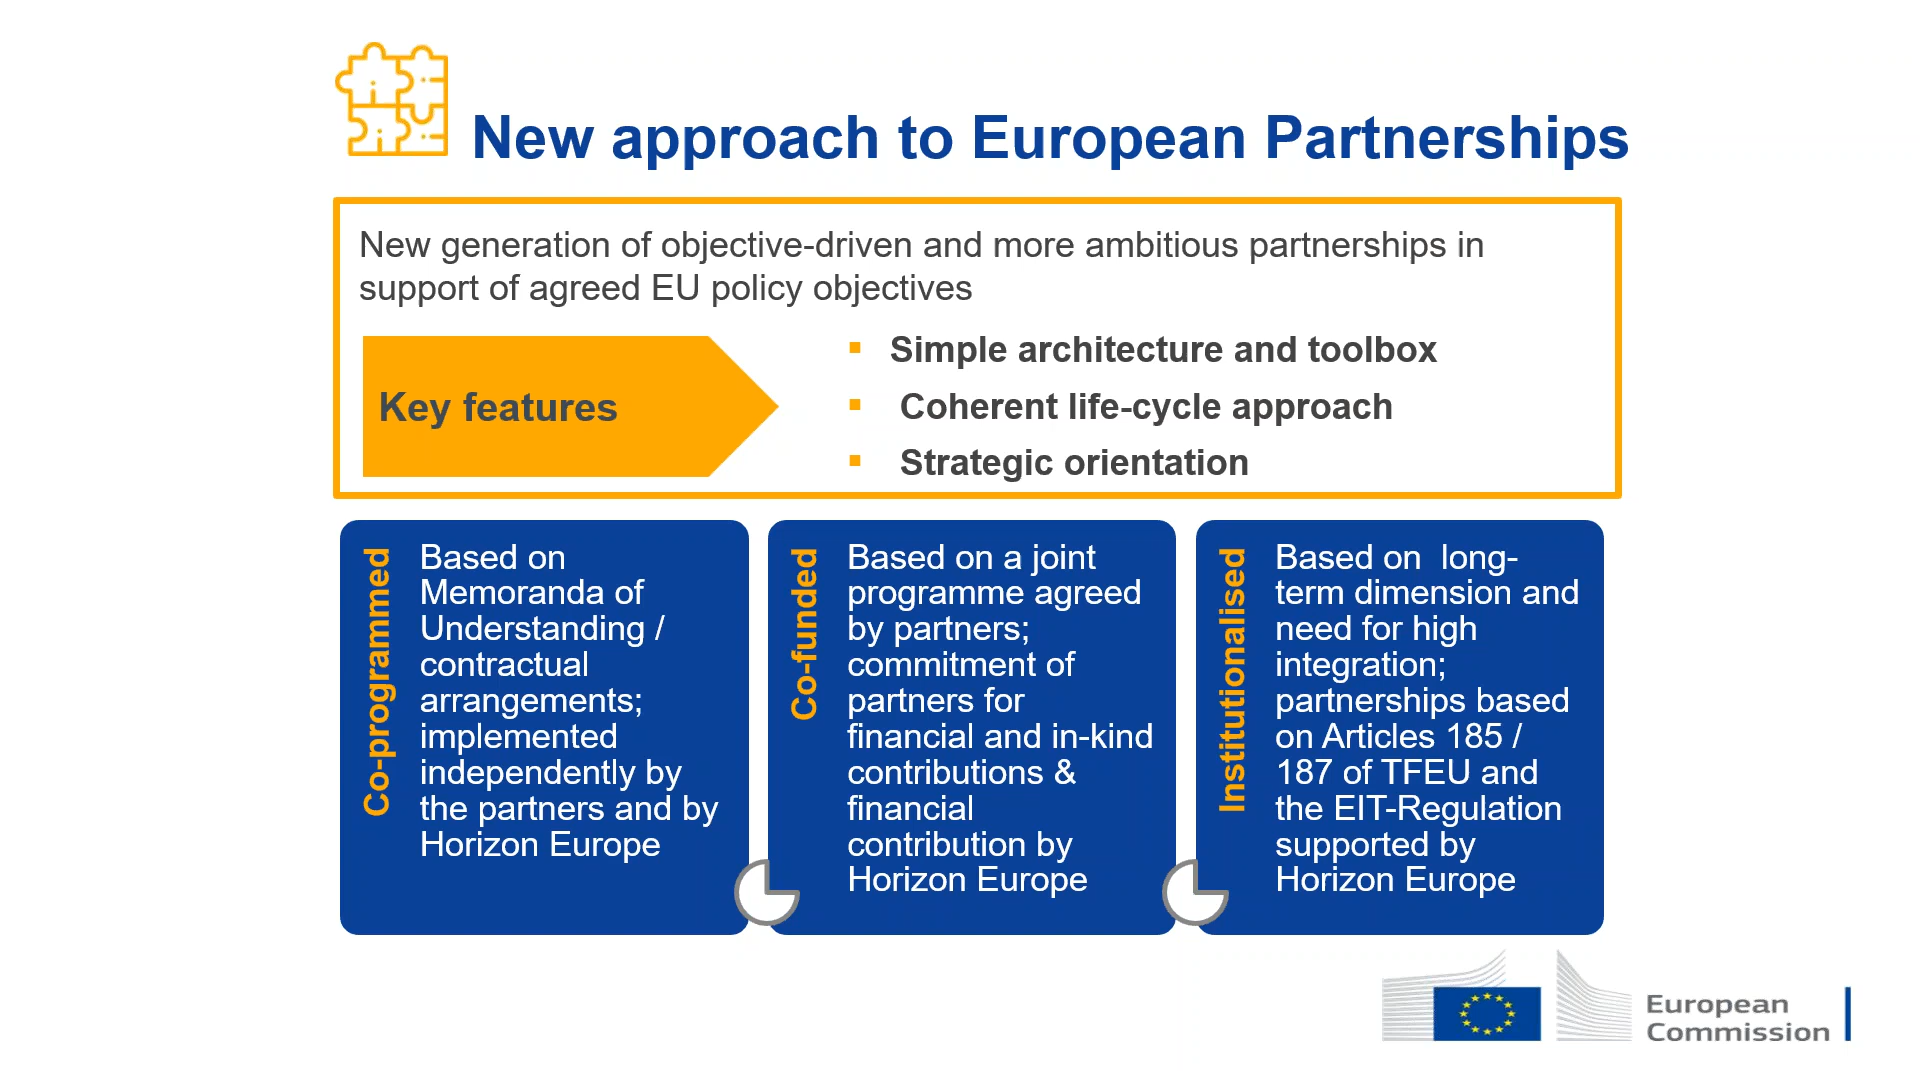 New approach to European Partnerships
New generation of objective-driven and more ambitious partnerships in
support of agreed EU policy objectives
Key features
▪ Simple architecture and toolbox
▪ Coherent life-cycle approach
▪ Strategic orientation
Co-programmed
Based on
Memoranda of
Understanding /
contractual
arrangements;
implemented
independently by
the partners and by
Horizon Europe
Co-funded
Based on a joint
programme agreed
by partners;
commitment of
partners for
financial and in-kind
contributions &
financial
contribution by
Horizon Europe
Institutionalised
Based on long-
term dimension and
need for high
integration;
partnerships based
on Articles 185 /
187 of TFEU and
the EIT-Regulation
supported by
Horizon Europe
European
Commission